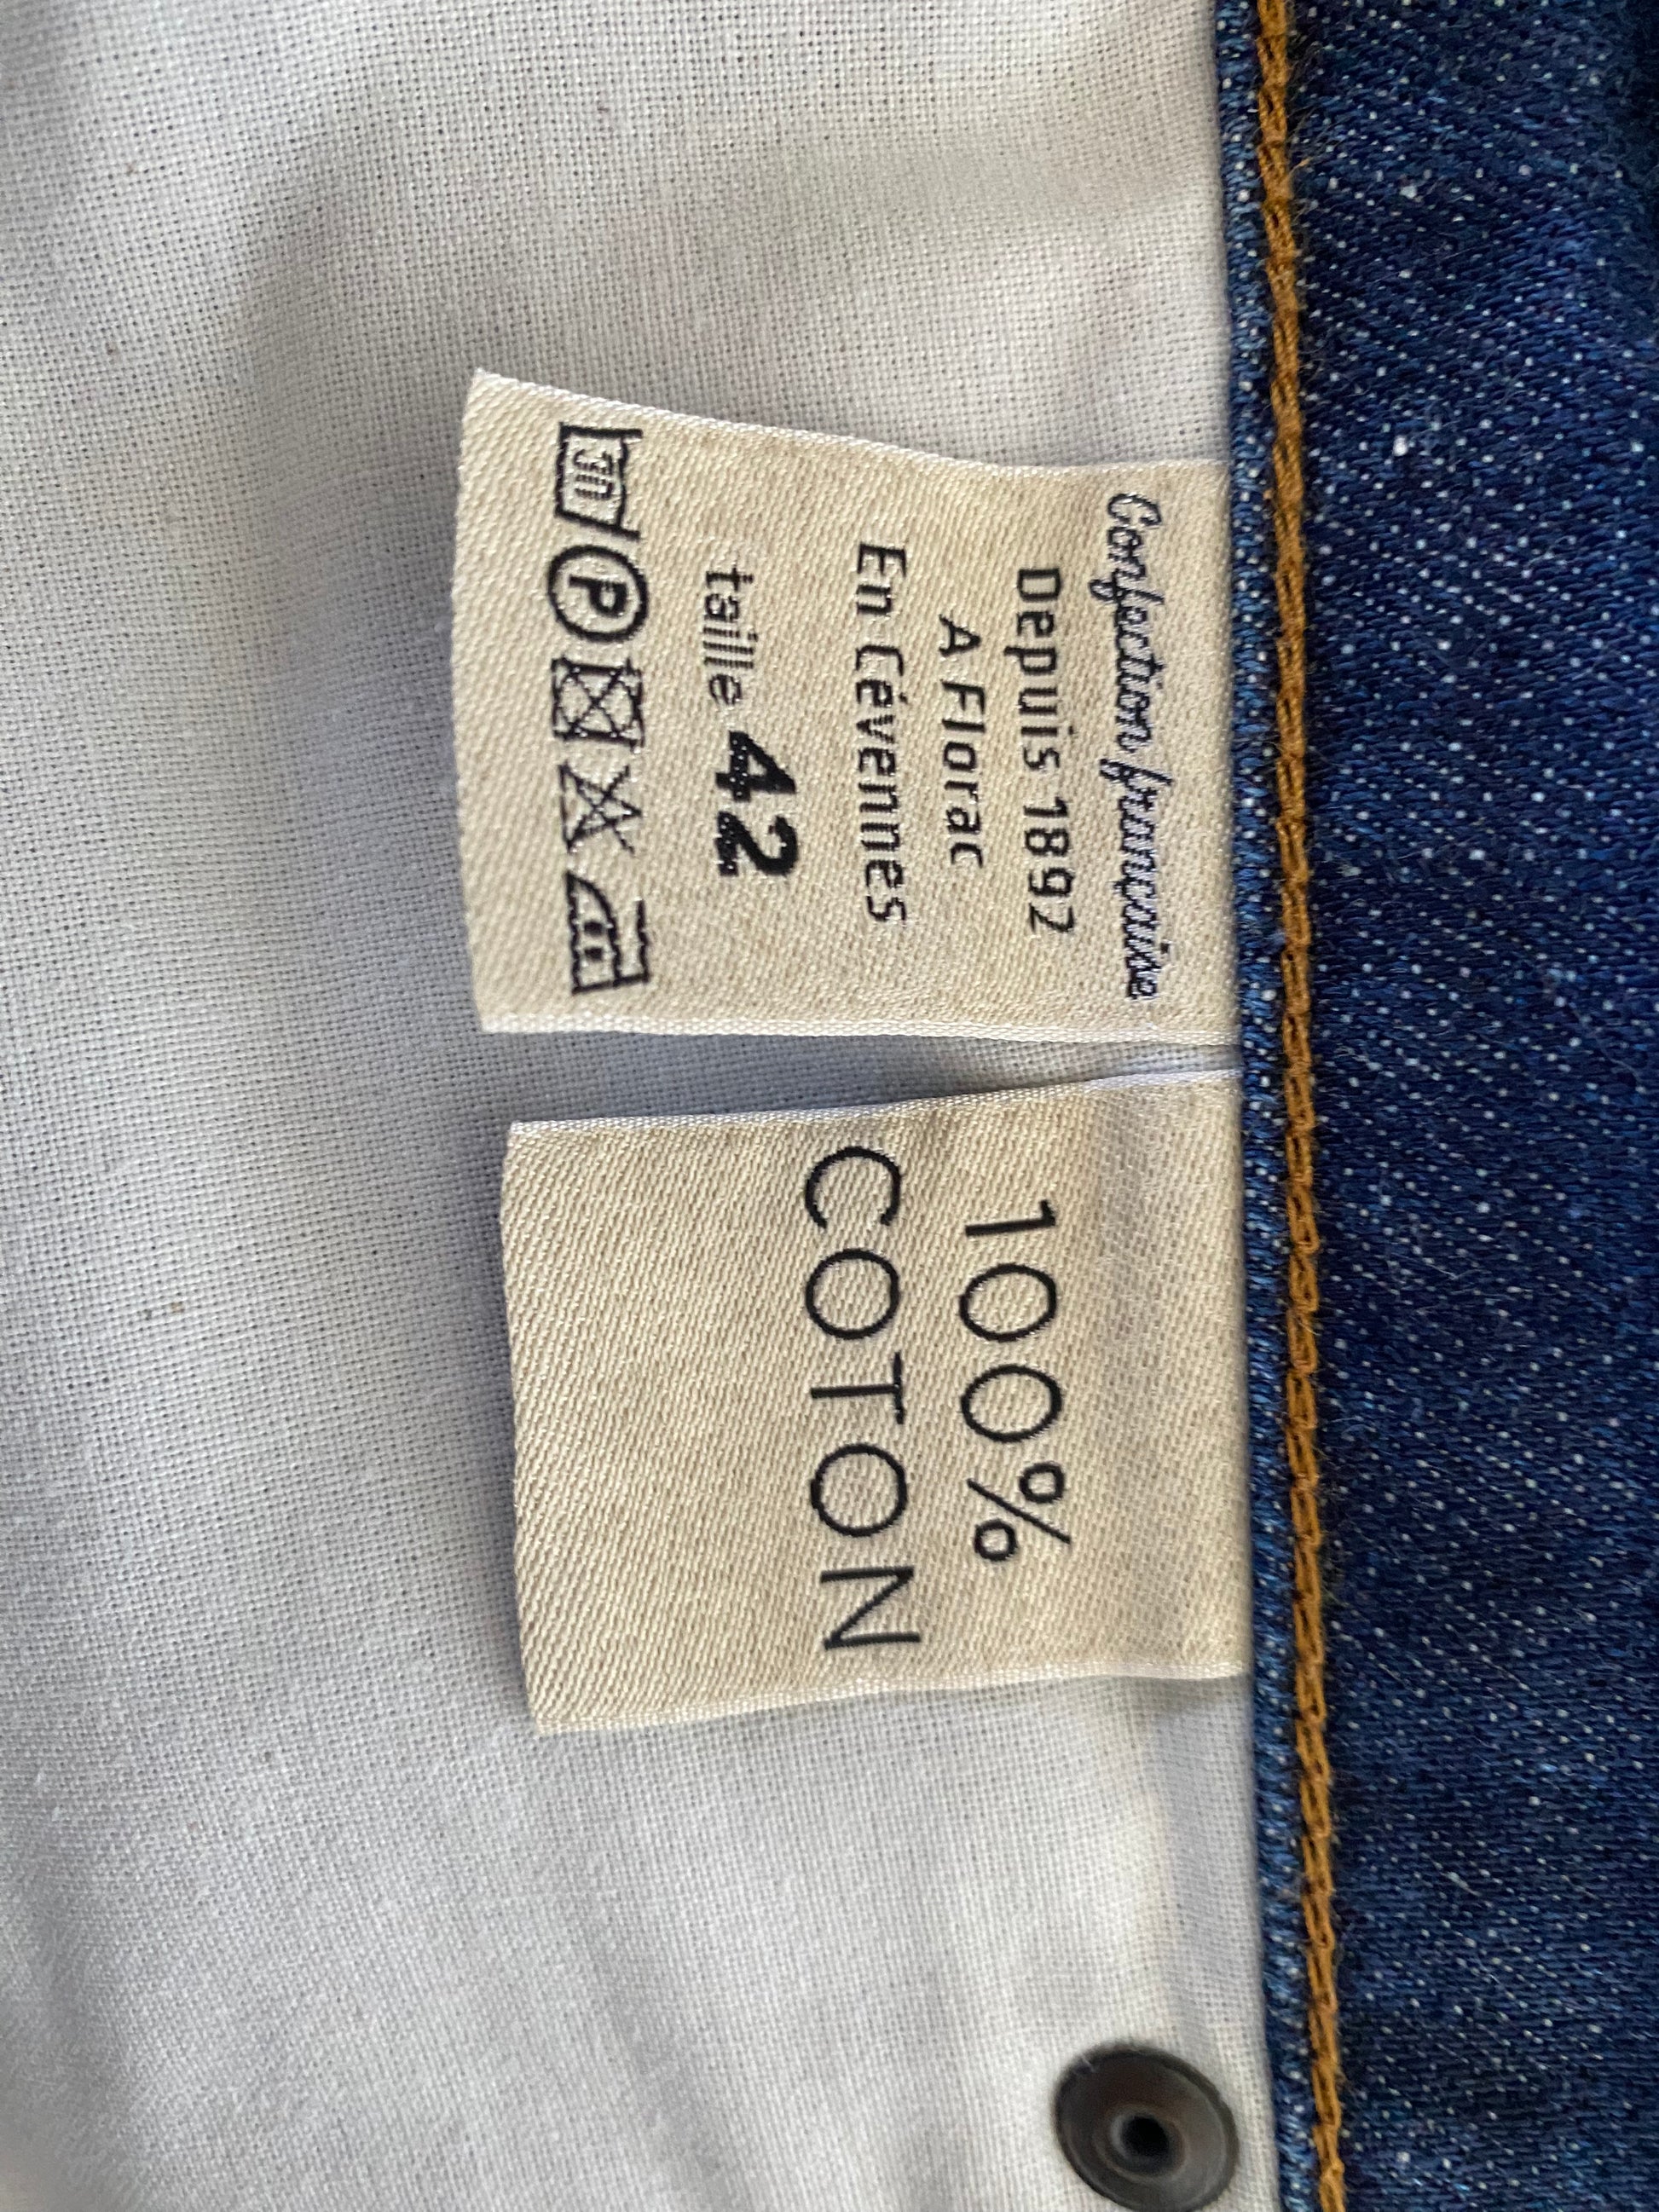 Confection française
Depuis 1892
A Florac
En Cévennes
taille 42
P
100%
COTON